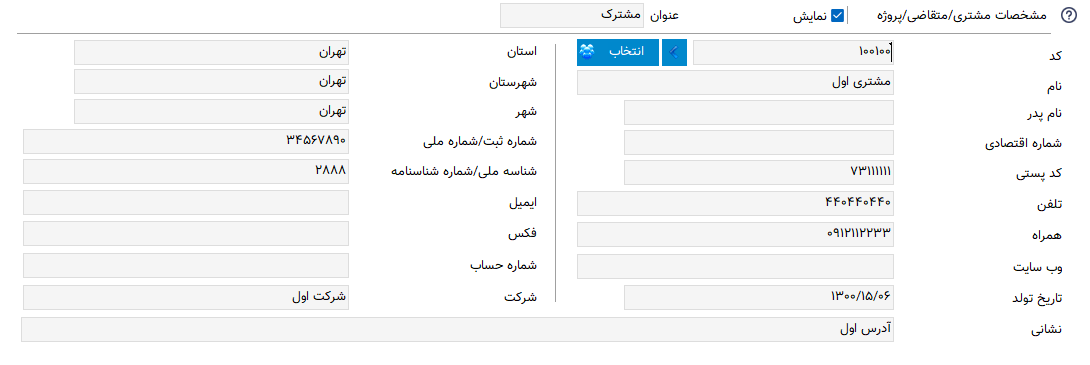 مشخصات مشتری/متقاضی/پروژه نمایش عنوان مشترک
کد ۱۰۰۱۰۰ انتخاب
نام مشتری اول
نام پدر
شماره اقتصادی
کد پستی ۷۳۱۱۱۱۱۱
تلفن ۴۴۰۴۴۰۴۴۰
همراه ۰۹۱۲۱۱۲۲۳۳
وب سایت
تاریخ تولد ۱۳۰۰/۱۵/۰۶
استان تهران
شهرستان تهران
شهر تهران
شماره ثبت/شماره ملی ۳۴۵۶۷۸۹۰
شناسه ملی/شماره شناسنامه ۲۸۸۸
ایمیل
فکس
شماره حساب
شرکت شرکت اول
نشانی آدرس اول